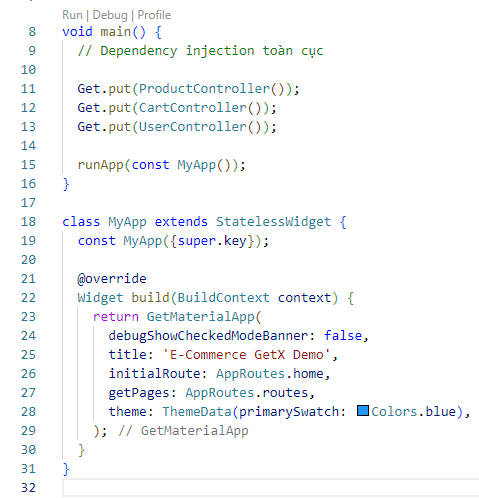 Run | Debug | Profile
8 void main() {
9 // Dependency injection toàn cục
10
11 Get.put(ProductController());
12 Get.put(CartController());
13 Get.put(UserController());
14
15 runApp(const MyApp());
16 }
17
18 class MyApp extends StatelessWidget {
19 const MyApp({super.key});
20
21 @override
22 Widget build(BuildContext context) {
23 return GetMaterialApp(
24 debugShowCheckedModeBanner: false,
25 title: 'E-Commerce GetX Demo',
26 initialRoute: AppRoutes.home,
27 getPages: AppRoutes.routes,
28 theme: ThemeData(primarySwatch: Colors.blue),
29 ); // GetMaterialApp
30 }
31 }
32